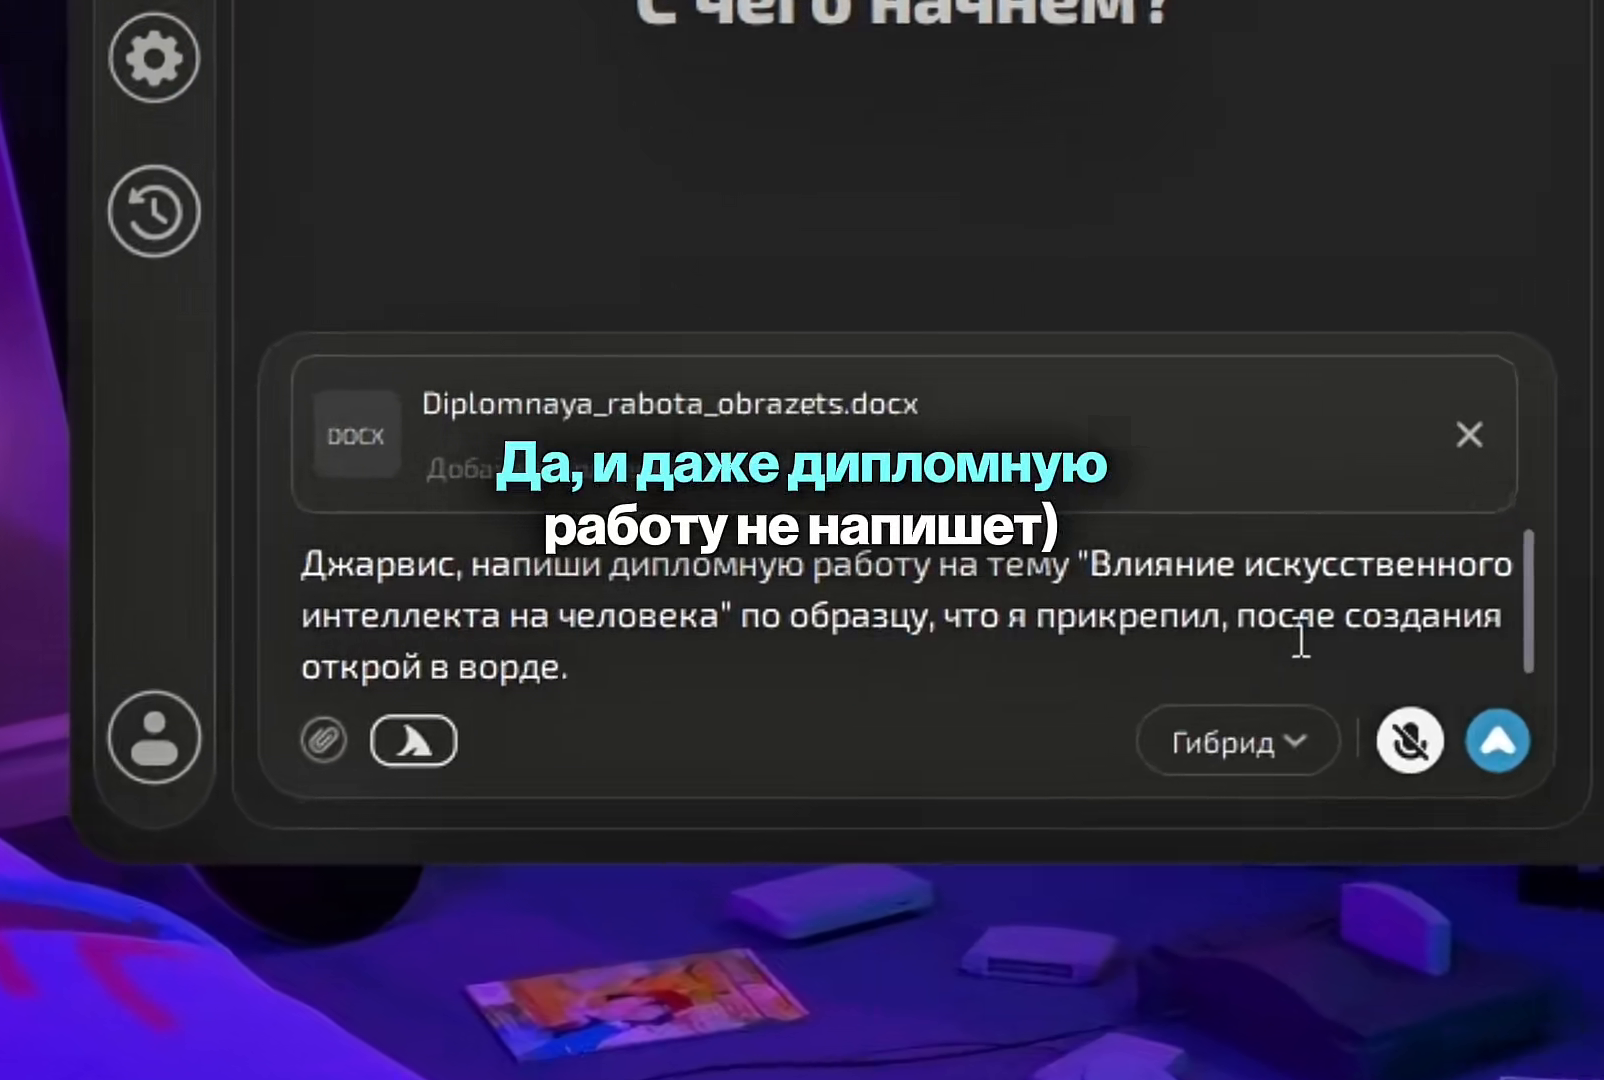 С чего начнем?
Diplomnaya_rabota_obrazets.docx
DOCX
Да, и даже дипломную
работу не напишет)
Джарвис, напиши дипломную работу на тему "Влияние искусственного
интеллекта на человека" по образцу, что я прикрепил, после создания
открой в ворде.
Гибрид